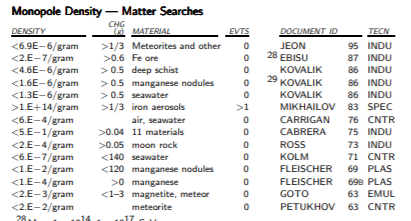 Monopole Density — Matter Searches
DENSITY CHG (g) MATERIAL EVTS DOCUMENT ID TECN
<6.9E−6/gram >1/3 Meteorites and other 0 JEON 95 INDU
<2.E−7/gram >0.6 Fe ore 0 28 EBISU 87 INDU
<4.6E−6/gram > 0.5 deep schist 0 KOVALIK 86 INDU
<1.6E−6/gram > 0.5 manganese nodules 0 29 KOVALIK 86 INDU
<1.3E−6/gram > 0.5 seawater 0 KOVALIK 86 INDU
>1.E+14/gram >1/3 iron aerosols >1 MIKHAILOV 83 SPEC
<6.E−4/gram air, seawater 0 CARRIGAN 76 CNTR
<5.E−1/gram >0.04 11 materials 0 CABRERA 75 INDU
<2.E−4/gram >0.05 moon rock 0 ROSS 73 INDU
<6.E−7/gram <140 seawater 0 KOLM 71 CNTR
<1.E−2/gram <120 manganese nodules 0 FLEISCHER 69 PLAS
<1.E−4/gram >0 manganese 0 FLEISCHER 69B PLAS
<2.E−3/gram <1–3 magnetite, meteor 0 GOTO 63 EMUL
<2.E−2/gram meteorite 0 PETUKHOV 63 CNTR